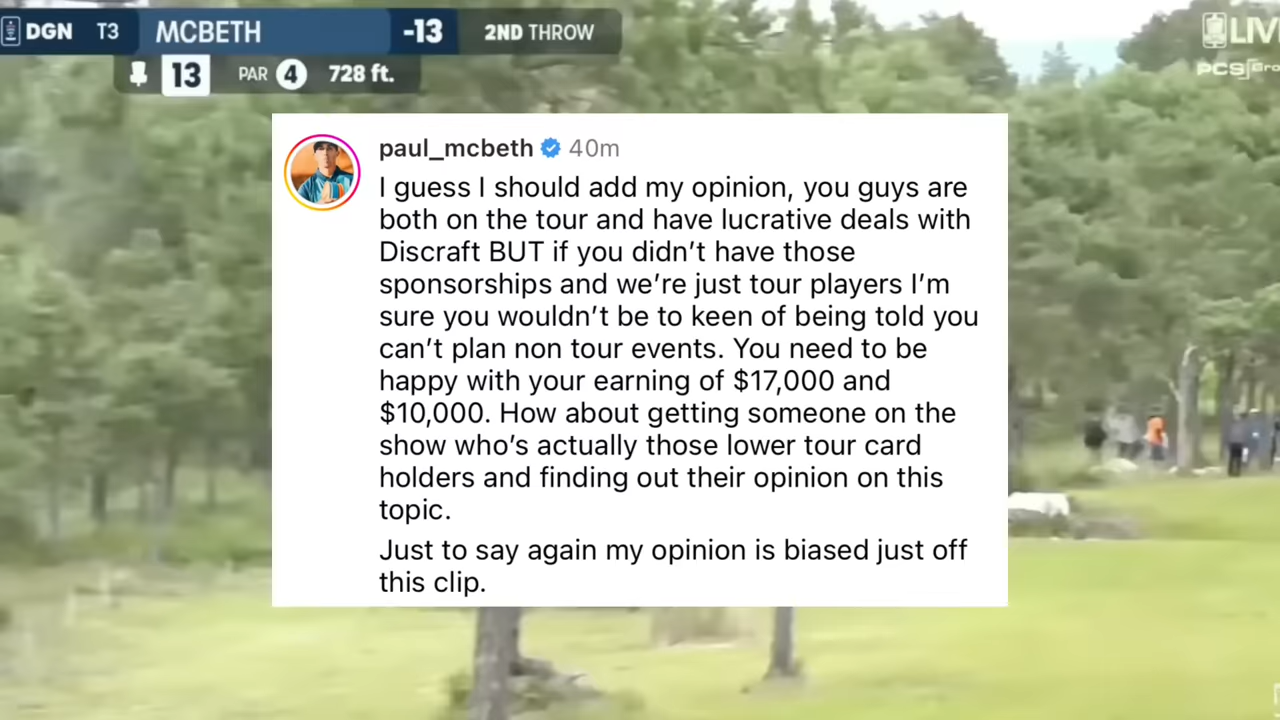 DGN T3 MCBETH -13 2ND THROW
13 PAR 4 728 ft.
LIV
PCS
paul_mcbeth 40m
I guess I should add my opinion, you guys are
both on the tour and have lucrative deals with
Discraft BUT if you didn’t have those
sponsorships and we’re just tour players I’m
sure you wouldn’t be to keen of being told you
can’t plan non tour events. You need to be
happy with your earning of $17,000 and
$10,000. How about getting someone on the
show who’s actually those lower tour card
holders and finding out their opinion on this
topic.
Just to say again my opinion is biased just off
this clip.